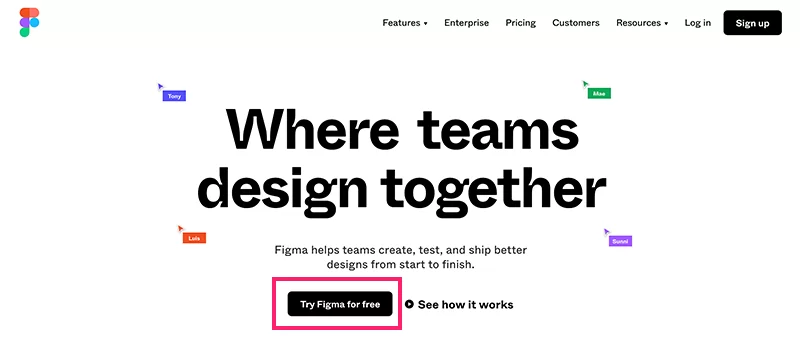 Features ▾ Enterprise Pricing Customers Resources ▾ Log in Sign up
Tony
Mae
Where teams
design together
Luis
Sunni
Figma helps teams create, test, and ship better
designs from start to finish.
Try Figma for free See how it works